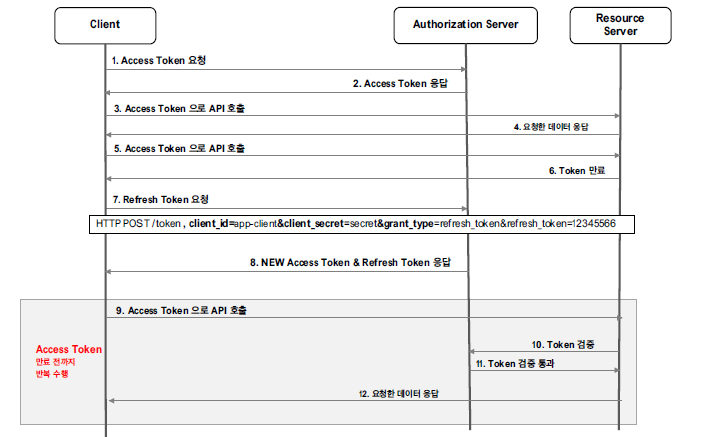 Client
Authorization Server
Resource
Server
1. Access Token 요청
2. Access Token 응답
3. Access Token 으로 API 호출
4. 요청한 데이터 응답
5. Access Token 으로 API 호출
6. Token 만료
7. Refresh Token 요청
HTTP POST /token , client_id=app-client&client_secret=secret&grant_type=refresh_token&refresh_token=12345566
8. NEW Access Token & Refresh Token 응답
9. Access Token 으로 API 호출
Access Token
만료 전까지
반복 수행
10. Token 검증
11. Token 검증 통과
12. 요청한 데이터 응답